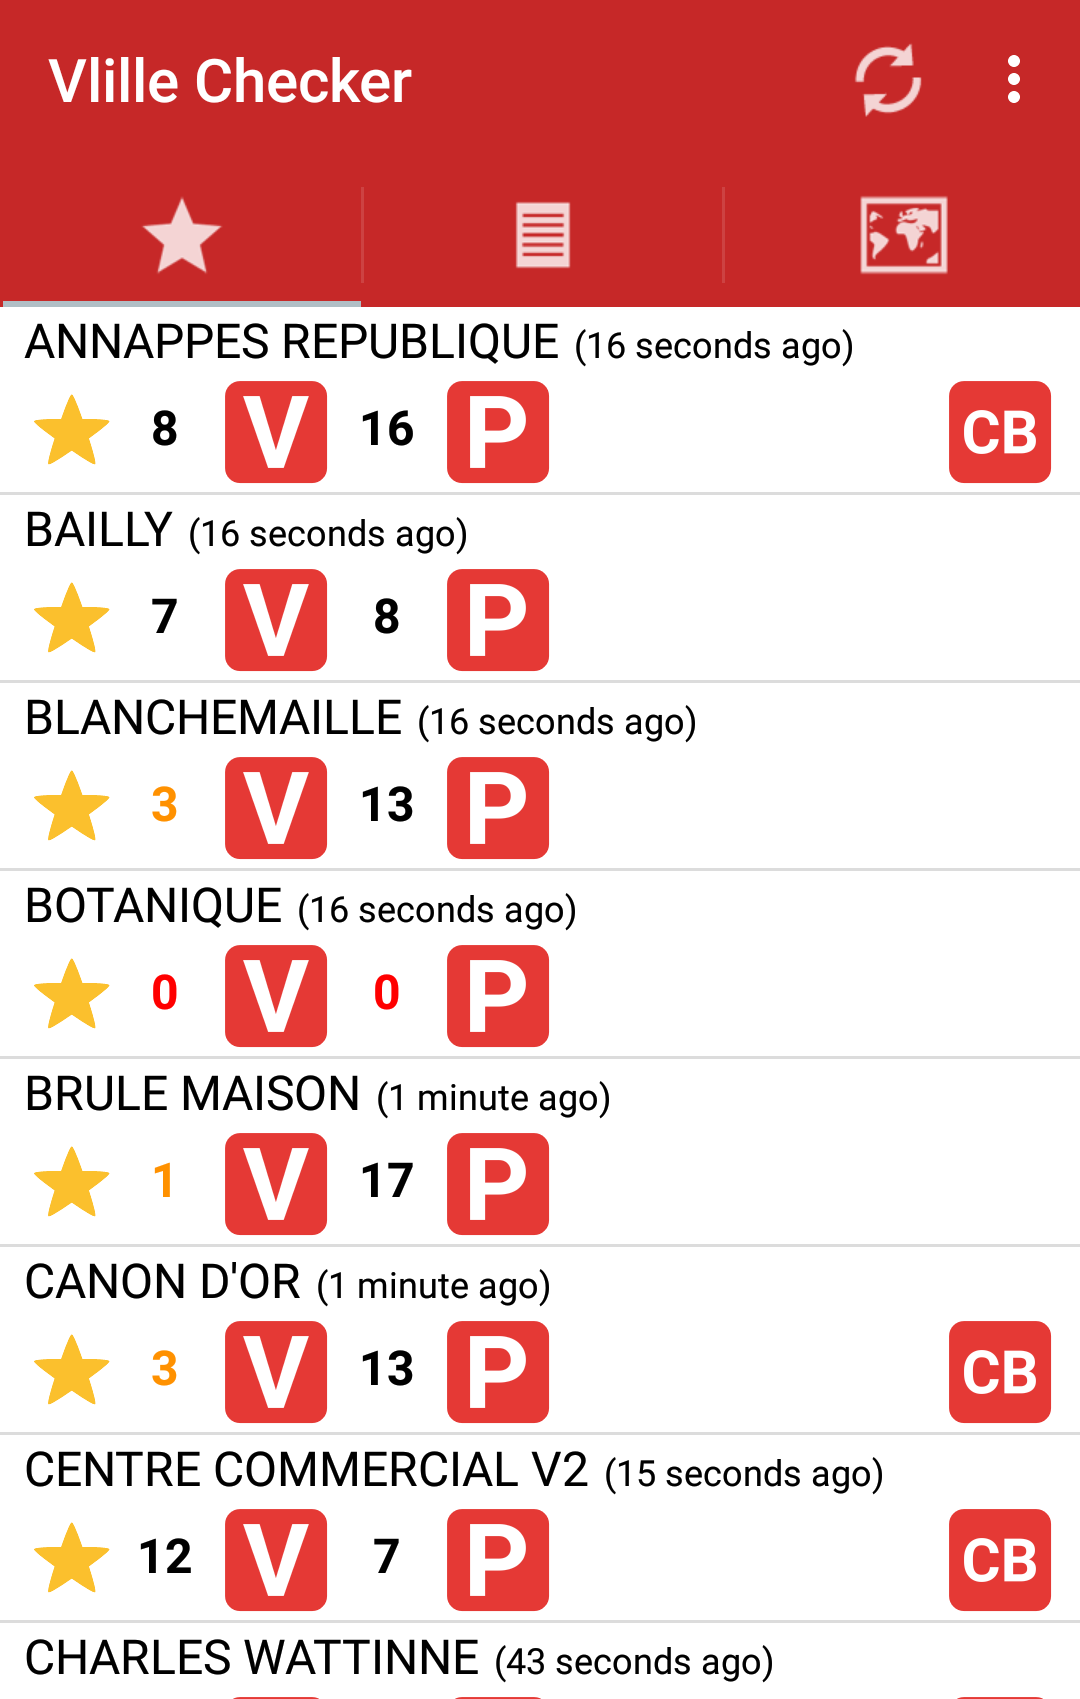 Vlille Checker
ANNAPPES REPUBLIQUE (16 seconds ago)
8 V 16 P CB
BAILLY (16 seconds ago)
7 V 8 P
BLANCHEMAILLE (16 seconds ago)
3 V 13 P
BOTANIQUE (16 seconds ago)
0 V 0 P
BRULE MAISON (1 minute ago)
1 V 17 P
CANON D'OR (1 minute ago)
3 V 13 P CB
CENTRE COMMERCIAL V2 (15 seconds ago)
12 V 7 P CB
CHARLES WATTINNE (43 seconds ago)